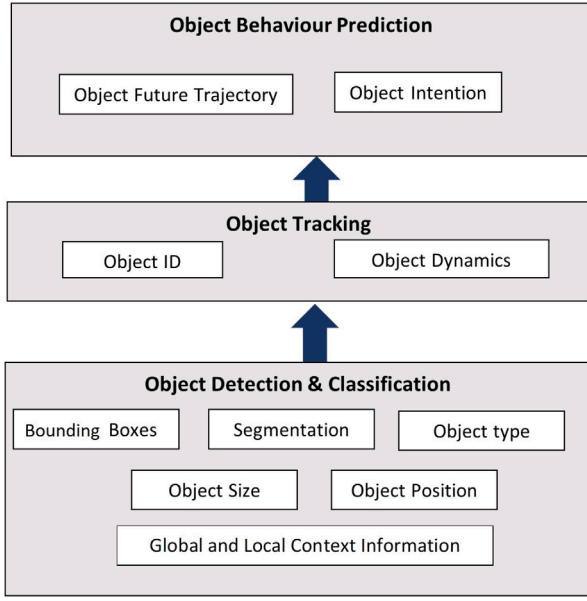 Object Behaviour Prediction
Object Future Trajectory
Object Intention
Object Tracking
Object ID
Object Dynamics
Object Detection & Classification
Bounding Boxes
Segmentation
Object type
Object Size
Object Position
Global and Local Context Information